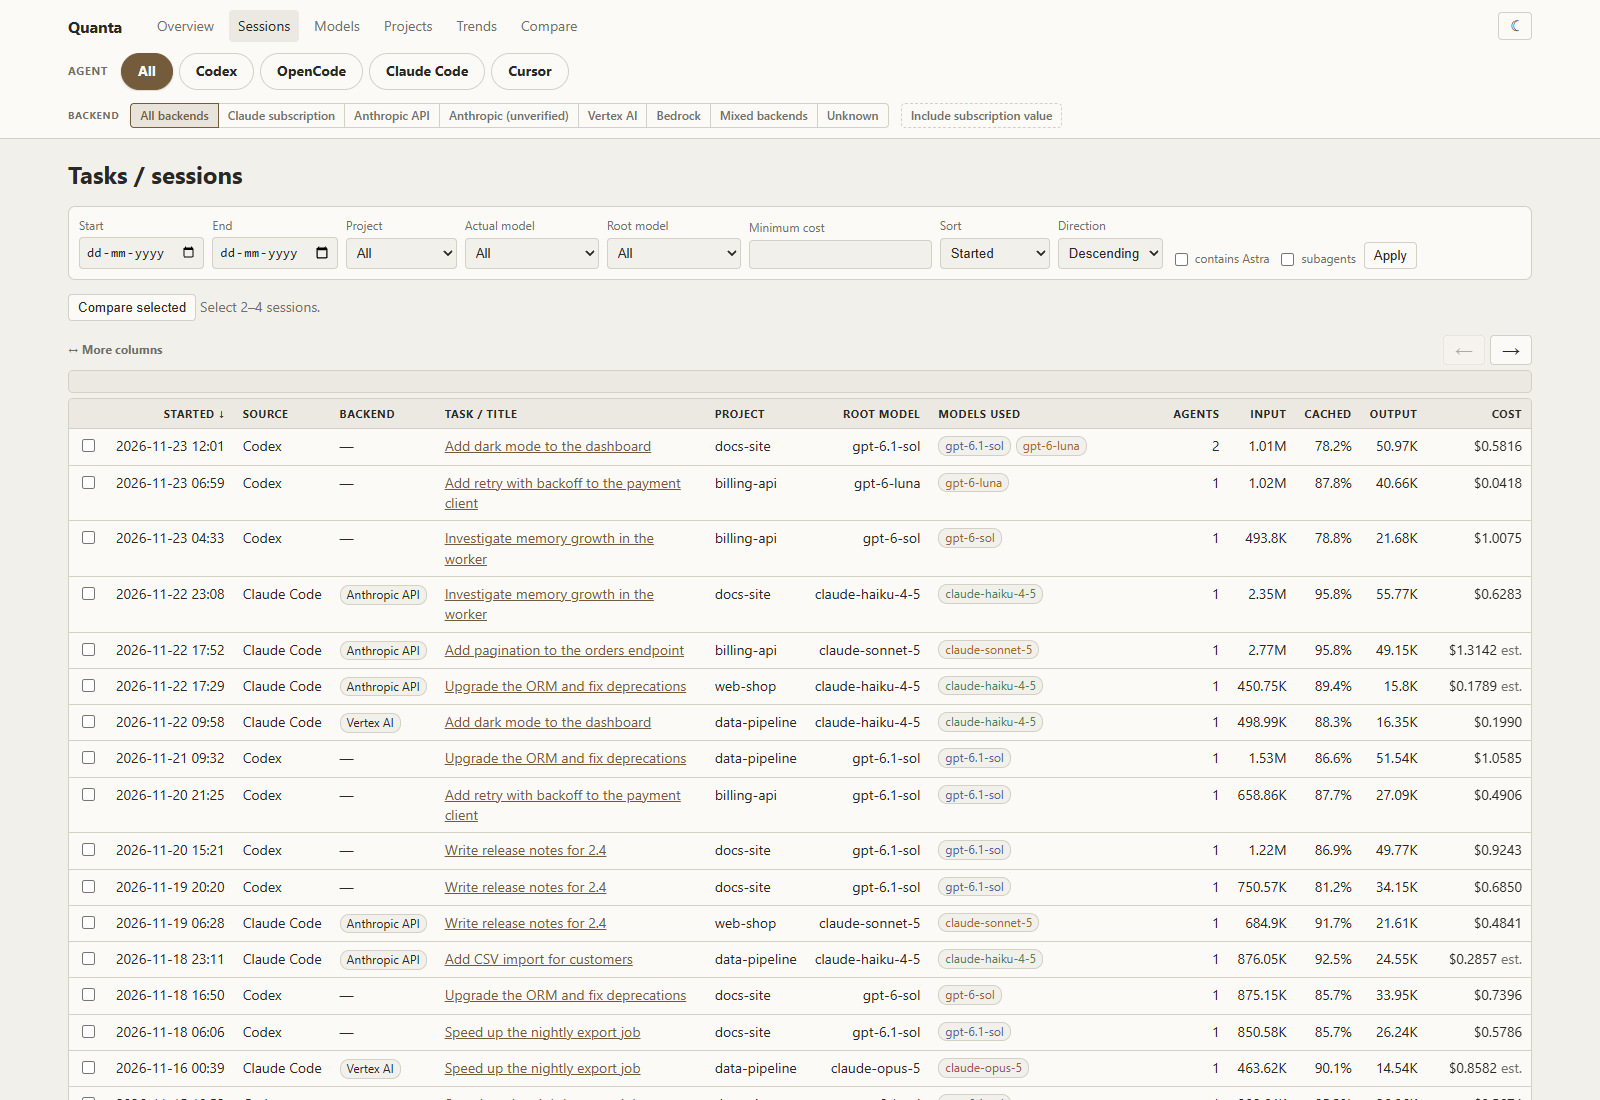 Quanta Overview Sessions Models Projects Trends Compare
AGENT All Codex OpenCode Claude Code Cursor
BACKEND All backends Claude subscription Anthropic API Anthropic (unverified) Vertex AI Bedrock Mixed backends Unknown Include subscription value
Tasks / sessions
Start End Project Actual model Root model Minimum cost Sort Direction
dd-mm-yyyy dd-mm-yyyy All All All Started Descending contains Astra subagents Apply
Compare selected Select 2–4 sessions.
↔ More columns ← →
STARTED ↓ SOURCE BACKEND TASK / TITLE PROJECT ROOT MODEL MODELS USED AGENTS INPUT CACHED OUTPUT COST
2026-11-23 12:01 Codex — Add dark mode to the dashboard docs-site gpt-6.1-sol gpt-6.1-sol gpt-6-luna 2 1.01M 78.2% 50.97K $0.5816
2026-11-23 06:59 Codex — Add retry with backoff to the payment billing-api gpt-6-luna gpt-6-luna 1 1.02M 87.8% 40.66K $0.0418
client
2026-11-23 04:33 Codex — Investigate memory growth in the billing-api gpt-6-sol gpt-6-sol 1 493.8K 78.8% 21.68K $1.0075
worker
2026-11-22 23:08 Claude Code Anthropic API Investigate memory growth in the docs-site claude-haiku-4-5 claude-haiku-4-5 1 2.35M 95.8% 55.77K $0.6283
worker
2026-11-22 17:52 Claude Code Anthropic API Add pagination to the orders endpoint billing-api claude-sonnet-5 claude-sonnet-5 1 2.77M 95.8% 49.15K $1.3142 est.
2026-11-22 17:29 Claude Code Anthropic API Upgrade the ORM and fix deprecations web-shop claude-haiku-4-5 claude-haiku-4-5 1 450.75K 89.4% 15.8K $0.1789 est.
2026-11-22 09:58 Claude Code Vertex AI Add dark mode to the dashboard data-pipeline claude-haiku-4-5 claude-haiku-4-5 1 498.99K 88.3% 16.35K $0.1990
2026-11-21 09:32 Codex — Upgrade the ORM and fix deprecations data-pipeline gpt-6.1-sol gpt-6.1-sol 1 1.53M 86.6% 51.54K $1.0585
2026-11-20 21:25 Codex — Add retry with backoff to the payment billing-api gpt-6.1-sol gpt-6.1-sol 1 658.86K 87.7% 27.09K $0.4906
client
2026-11-20 15:21 Codex — Write release notes for 2.4 docs-site gpt-6.1-sol gpt-6.1-sol 1 1.22M 86.9% 49.77K $0.9243
2026-11-19 20:20 Codex — Write release notes for 2.4 docs-site gpt-6.1-sol gpt-6.1-sol 1 750.57K 81.2% 34.15K $0.6850
2026-11-19 06:28 Claude Code Anthropic API Write release notes for 2.4 web-shop claude-sonnet-5 claude-sonnet-5 1 684.9K 91.7% 21.61K $0.4841
2026-11-18 23:11 Claude Code Anthropic API Add CSV import for customers data-pipeline claude-haiku-4-5 claude-haiku-4-5 1 876.05K 92.5% 24.55K $0.2857 est.
2026-11-18 16:50 Codex — Upgrade the ORM and fix deprecations docs-site gpt-6-sol gpt-6-sol 1 875.15K 85.7% 33.95K $0.7396
2026-11-18 06:06 Codex — Speed up the nightly export job docs-site gpt-6.1-sol gpt-6.1-sol 1 850.58K 85.7% 26.24K $0.5786
2026-11-16 00:39 Claude Code Vertex AI Speed up the nightly export job data-pipeline claude-opus-5 claude-opus-5 1 463.62K 90.1% 14.54K $0.8582 est.